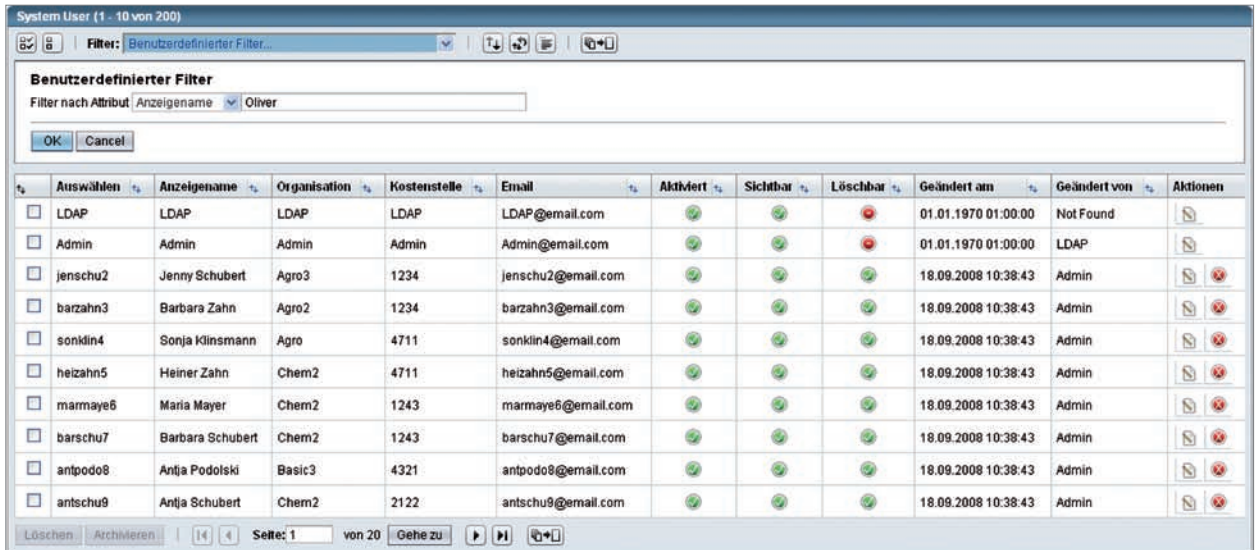 System User (1 - 10 von 200)
Filter: Benutzerdefinierter Filter...
Benutzerdefinierter Filter
Filter nach Attribut Anzeigename Oliver
OK Cancel
Auswählen Anzeigename Organisation Kostenstelle Email Aktiviert Sichtbar Löschbar Geändert am Geändert von Aktionen
LDAP LDAP LDAP LDAP LDAP@email.com 01.01.1970 01:00:00 Not Found
Admin Admin Admin Admin Admin@email.com 01.01.1970 01:00:00 LDAP
jenschu2 Jenny Schubert Agro3 1234 jenschu2@email.com 18.09.2008 10:38:43 Admin
barzahn3 Barbara Zahn Agro2 1234 barzahn3@email.com 18.09.2008 10:38:43 Admin
sonklin4 Sonja Klinsmann Agro 4711 sonklin4@email.com 18.09.2008 10:38:43 Admin
heizahn5 Heiner Zahn Chem2 4711 heizahn5@email.com 18.09.2008 10:38:43 Admin
marmaye6 Maria Mayer Chem2 1243 marmaye6@email.com 18.09.2008 10:38:43 Admin
barschu7 Barbara Schubert Chem2 1243 barschu7@email.com 18.09.2008 10:38:43 Admin
antpodo8 Antja Podolski Basic3 4321 antpodo8@email.com 18.09.2008 10:38:43 Admin
antschu9 Antja Schubert Chem2 2122 antschu9@email.com 18.09.2008 10:38:43 Admin
Löschen Archivieren Seite: 1 von 20 Gehe zu